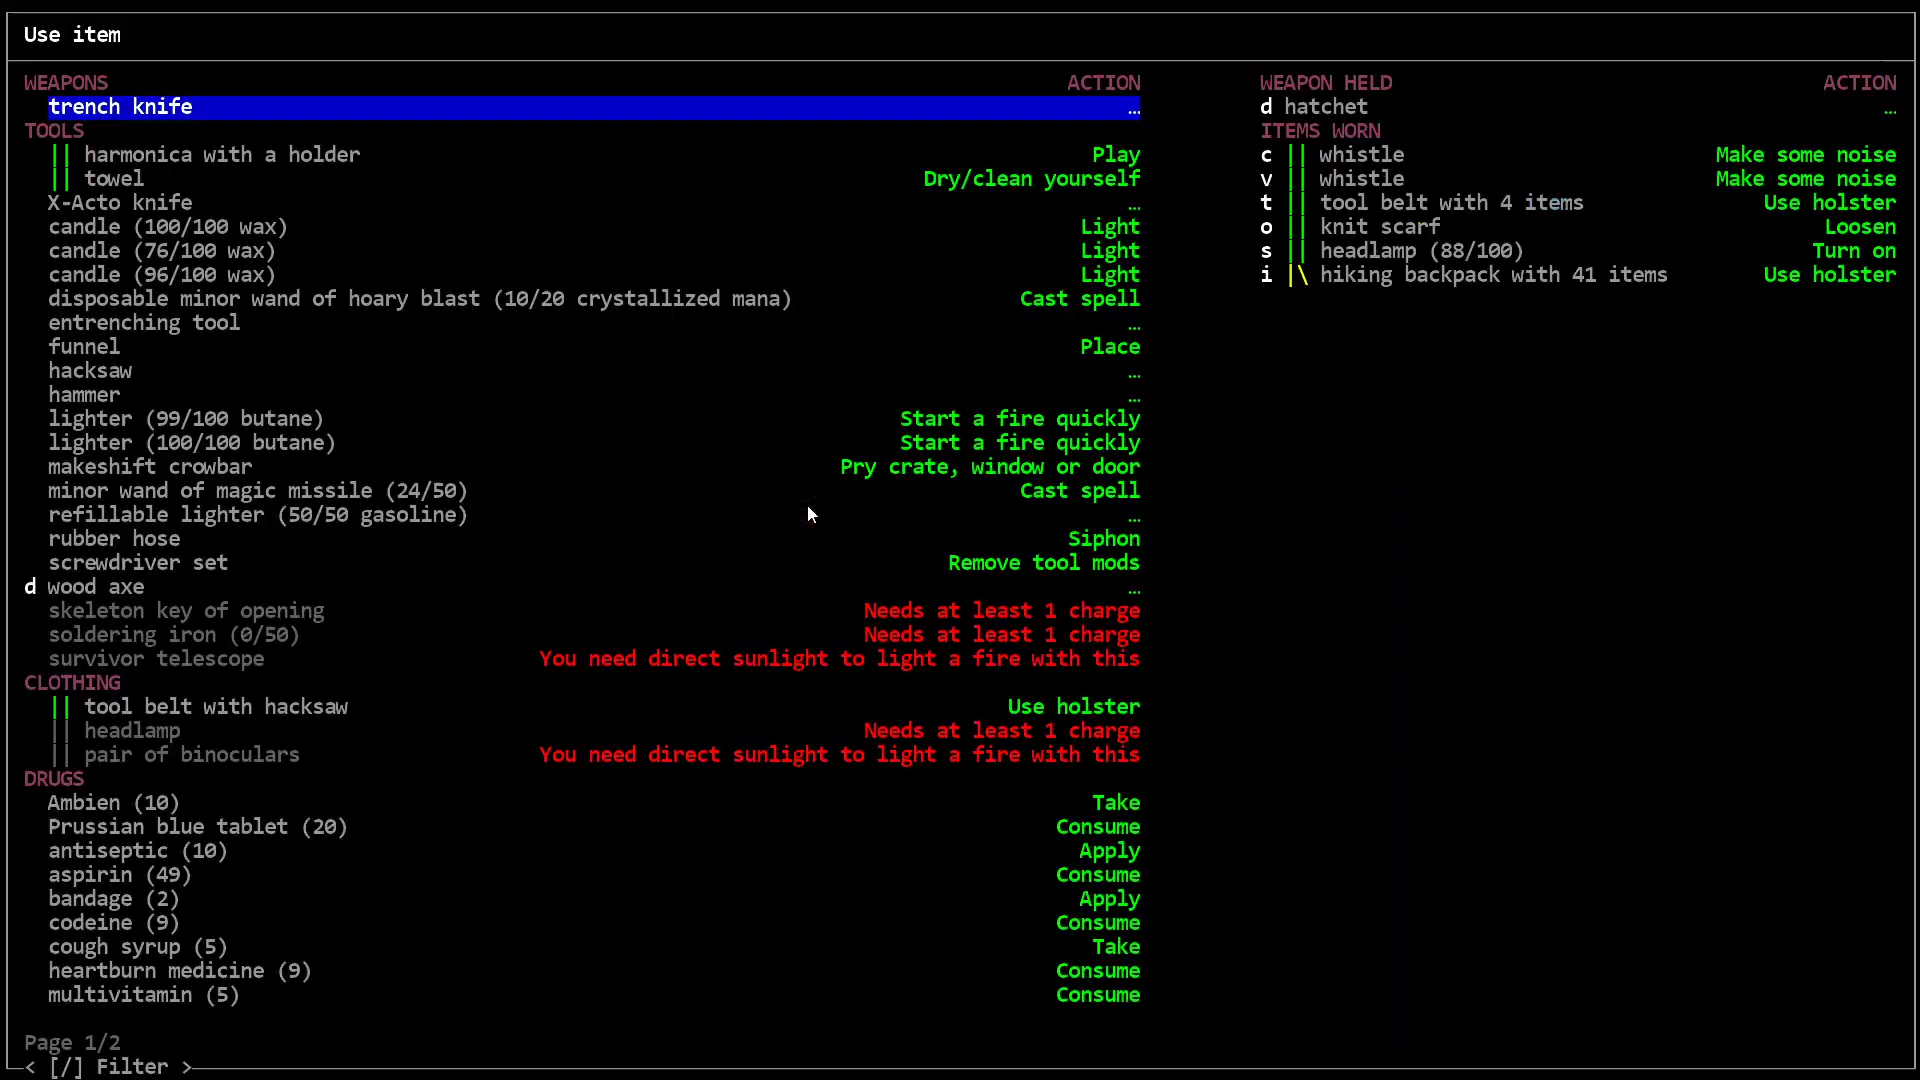 Use item
WEAPONS ACTION
trench knife …
TOOLS
|| harmonica with a holder Play
|| towel Dry/clean yourself
X-Acto knife …
candle (100/100 wax) Light
candle (76/100 wax) Light
candle (96/100 wax) Light
disposable minor wand of hoary blast (10/20 crystallized mana) Cast spell
entrenching tool …
funnel Place
hacksaw …
hammer …
lighter (99/100 butane) Start a fire quickly
lighter (100/100 butane) Start a fire quickly
makeshift crowbar Pry crate, window or door
minor wand of magic missile (24/50) Cast spell
refillable lighter (50/50 gasoline) …
rubber hose Siphon
screwdriver set Remove tool mods
d wood axe …
skeleton key of opening Needs at least 1 charge
soldering iron (0/50) Needs at least 1 charge
survivor telescope You need direct sunlight to light a fire with this
CLOTHING
|| tool belt with hacksaw Use holster
|| headlamp Needs at least 1 charge
|| pair of binoculars You need direct sunlight to light a fire with this
DRUGS
Ambien (10) Take
Prussian blue tablet (20) Consume
antiseptic (10) Apply
aspirin (49) Consume
bandage (2) Apply
codeine (9) Consume
cough syrup (5) Take
heartburn medicine (9) Consume
multivitamin (5) Consume
WEAPON HELD ACTION
d hatchet …
ITEMS WORN
c || whistle Make some noise
v || whistle Make some noise
t || tool belt with 4 items Use holster
o || knit scarf Loosen
s || headlamp (88/100) Turn on
i |\ hiking backpack with 41 items Use holster
Page 1/2
< [/] Filter >